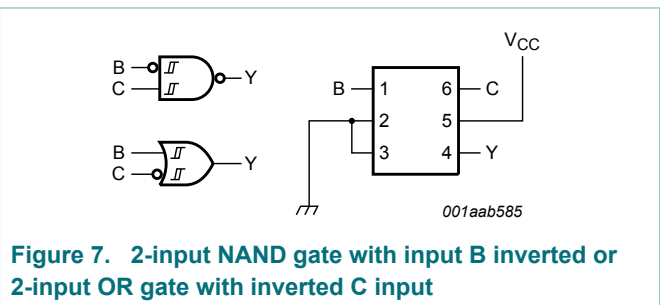 B
C
Y
B
C
Y
VCC
B 1 6 C
2 5
3 4 Y
001aab585
Figure 7. 2-input NAND gate with input B inverted or
2-input OR gate with inverted C input